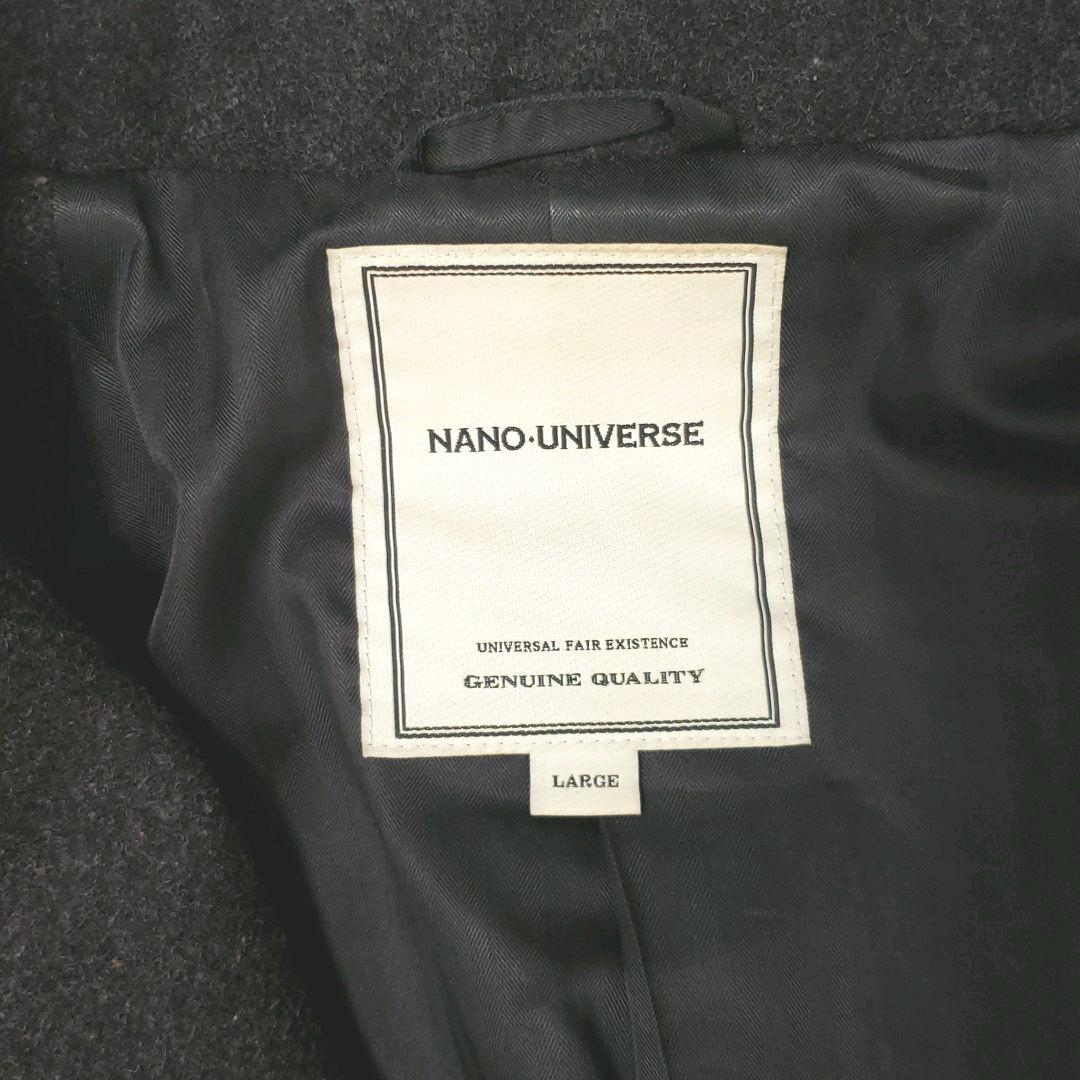 NANO·UNIVERSE
UNIVERSAL FAIR EXISTENCE
GENUINE QUALITY
LARGE